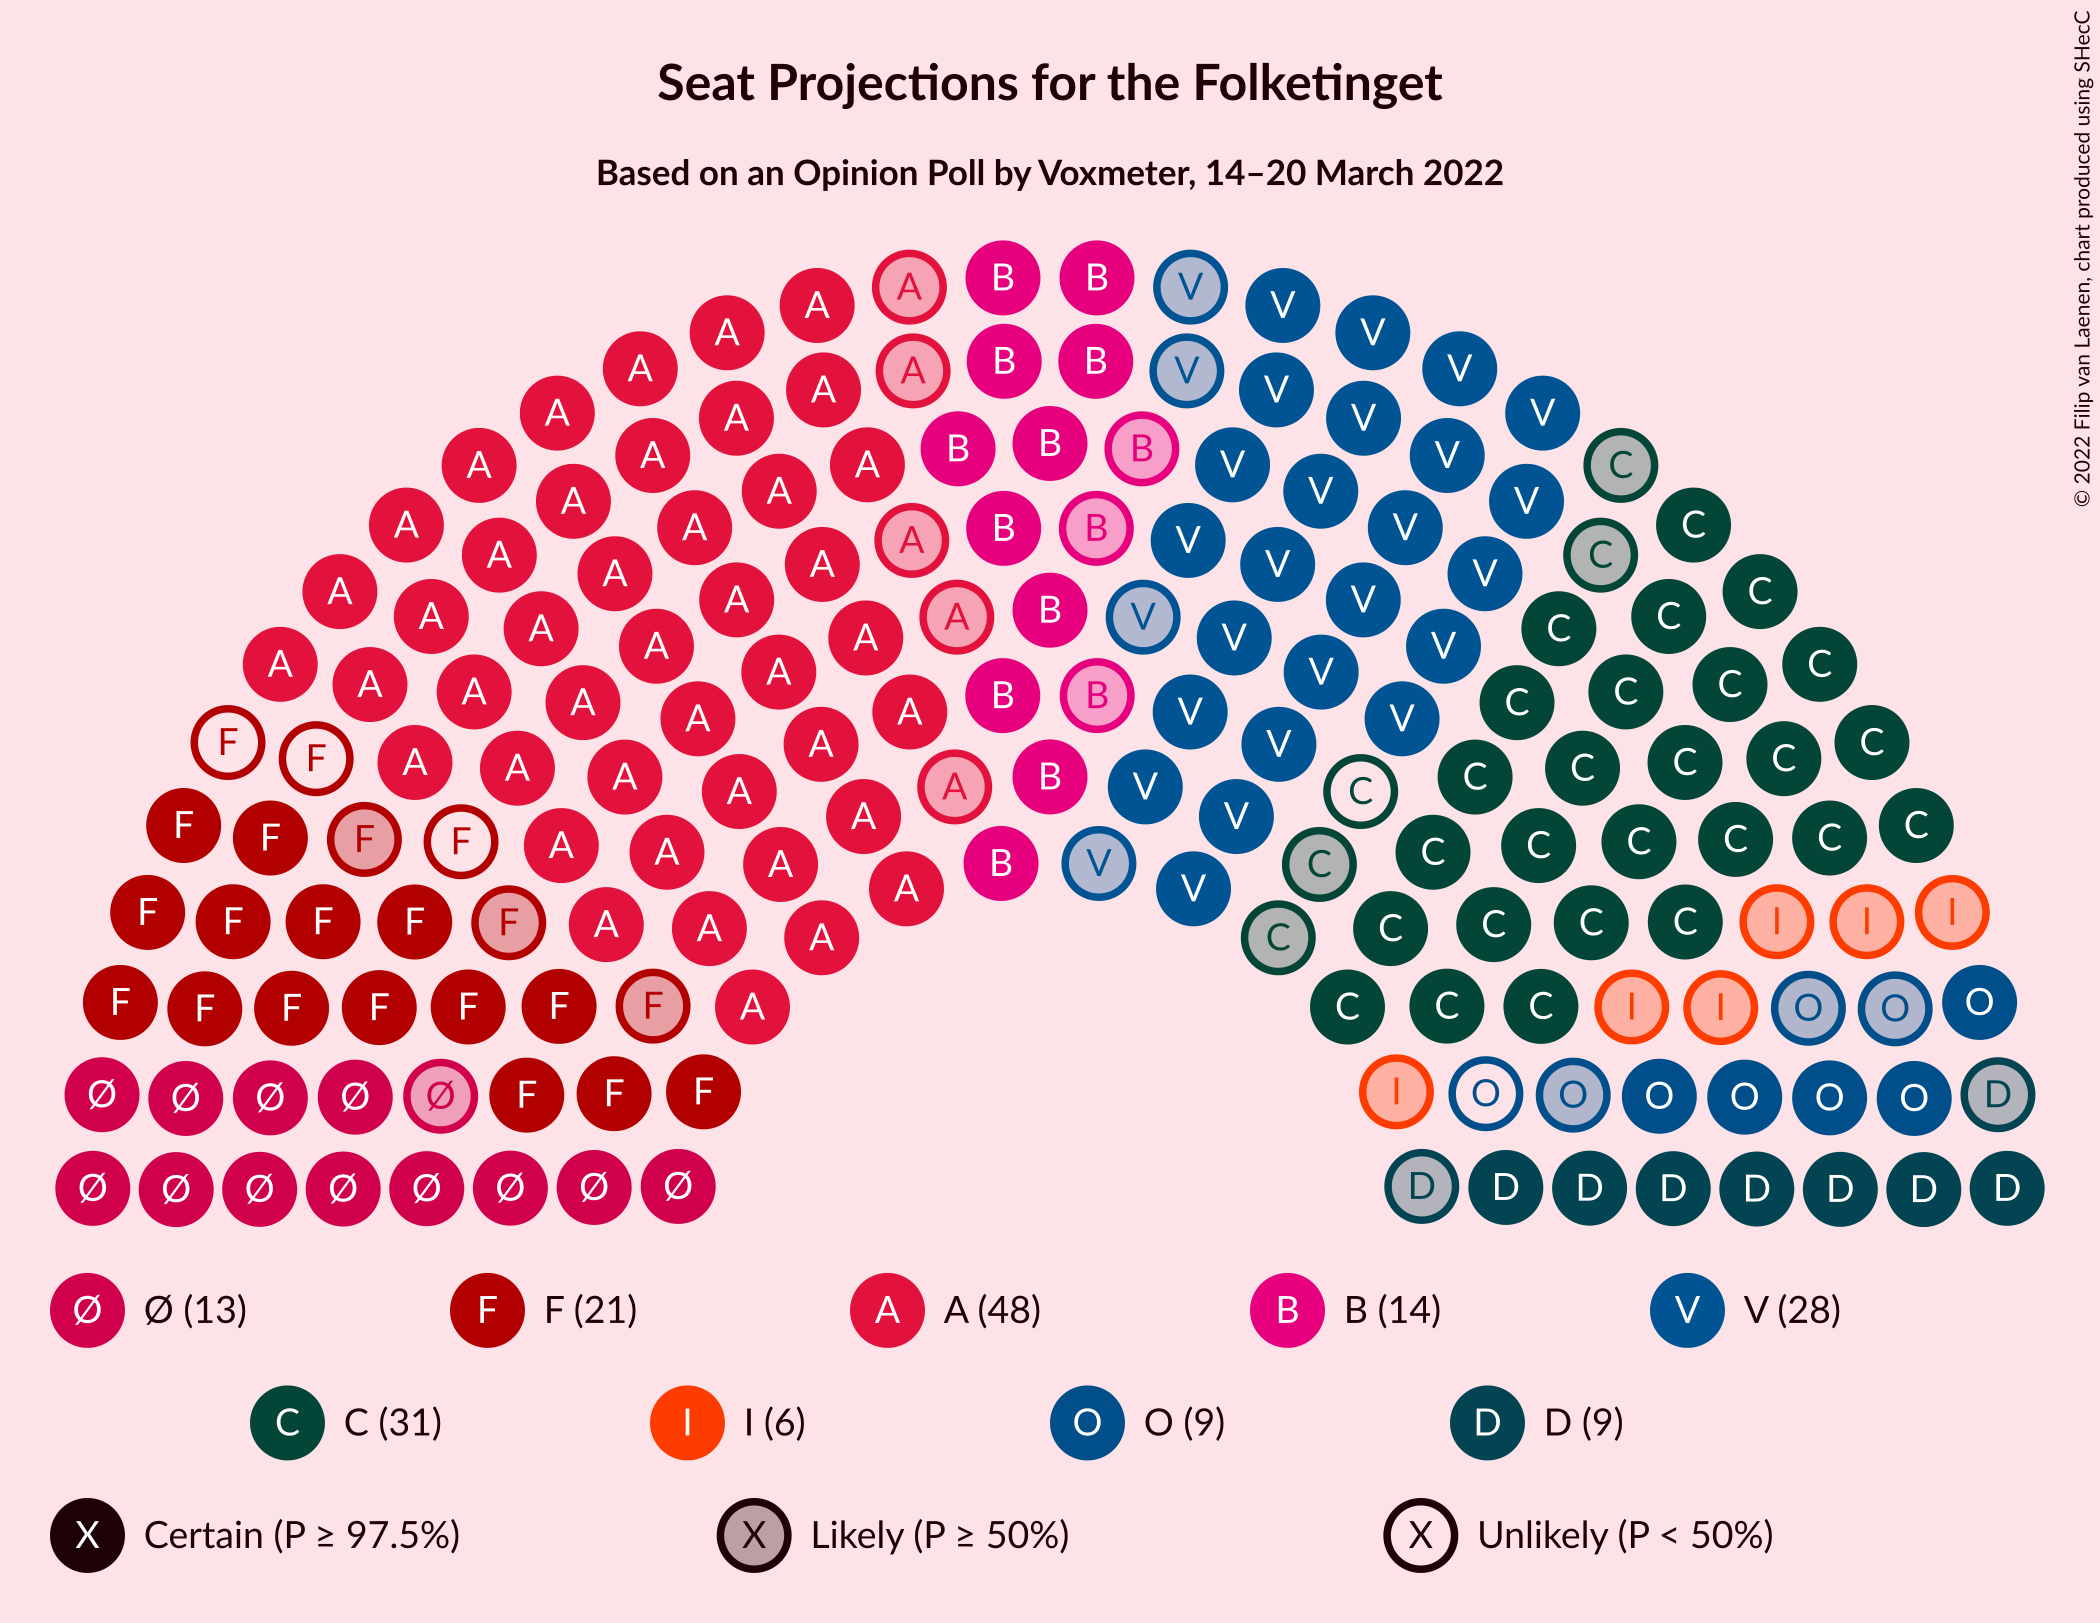 © 2022 Filip van Laenen, chart produced using SHecC
Seat Projections for the Folketinget
Based on an Opinion Poll by Voxmeter, 14–20 March 2022
A A B B V V
A V
A A A B B V V V
A A V V
A A A B B B V V C
A A V V
A A A A B B V V C C
A A A A V V V C
A A A A A B V V V C C
A A A A A B B V C C C C
F A A A V V V C
F A A A A A B V C C C C C
F F F F A A A A B V V C C C C C C C
F F F F F A A A A V C C C C C I I I
F F F F F F F A C C C I I O O O
Ø Ø Ø Ø Ø F F F I O O O O O O D
Ø Ø Ø Ø Ø Ø Ø Ø D D D D D D D D
Ø Ø (13) F F (21) A A (48) B B (14) V V (28)
C C (31) I I (6) O O (9) D D (9)
X Certain (P ≥ 97.5%) X Likely (P ≥ 50%) X Unlikely (P < 50%)